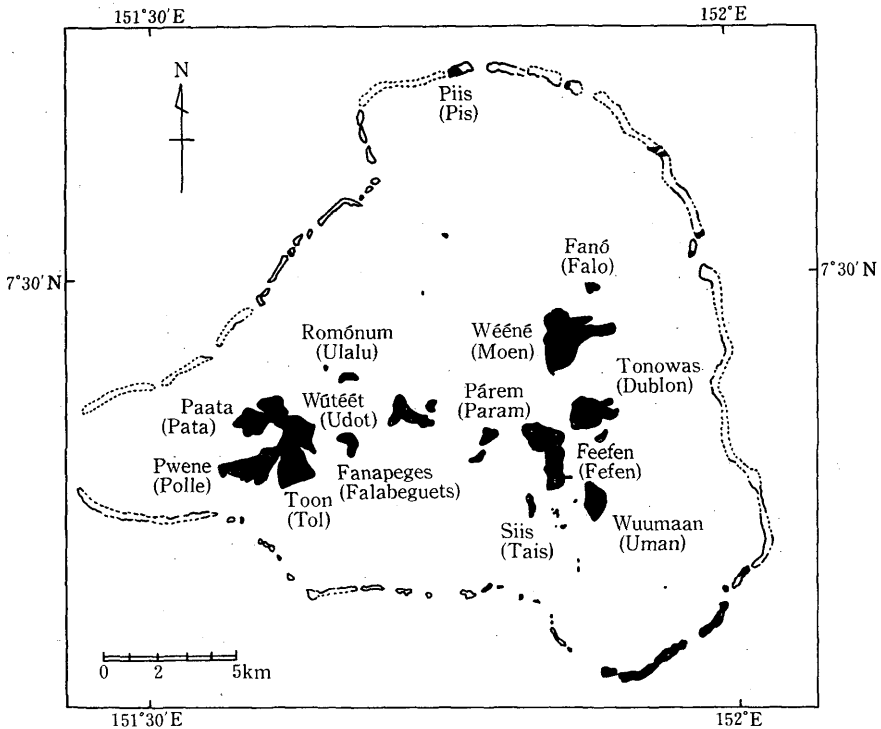 151°30′E
152°E
N
Piis
(Pis)
Fanó
(Falo)
7°30′N
7°30′N
Wééné
(Moen)
Romónum
(Ulalu)
Tonowas
(Dublon)
Paata
(Pata)
Wútéét
(Udot)
Párem
(Param)
Pwene
(Polle)
Fanapeges
(Falabeguets)
Feefen
(Fefen)
Toon
(Tol)
Siis
(Tais)
Wuumaan
(Uman)
0 2 5km
151°30′E
152°E